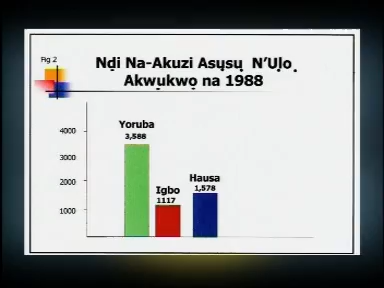 Fig 2
Nḍi Na-Akuzi Asụsụ N'Ụlọ
Akwụkwọ na 1988
4000
3000
2000
1000
Yoruba
3,588
Igbo
1117
Hausa
1,578